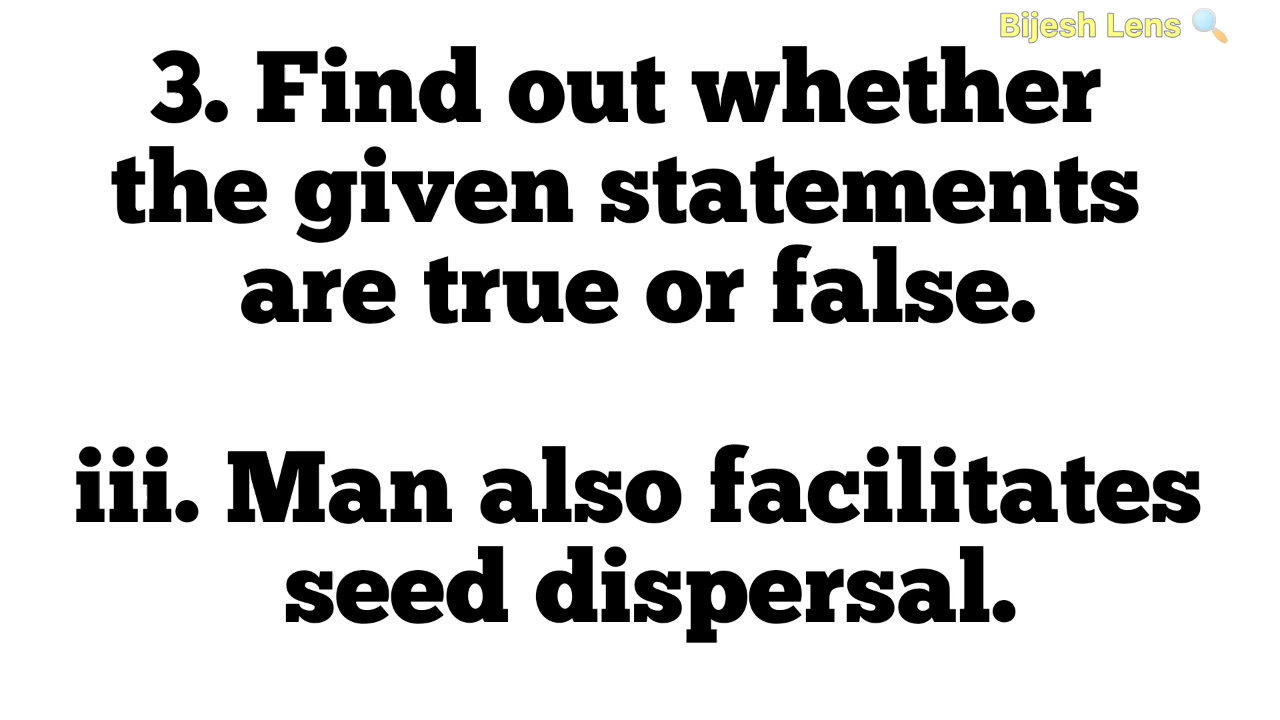 Bijesh Lens
3. Find out whether
the given statements
are true or false.
iii. Man also facilitates
seed dispersal.